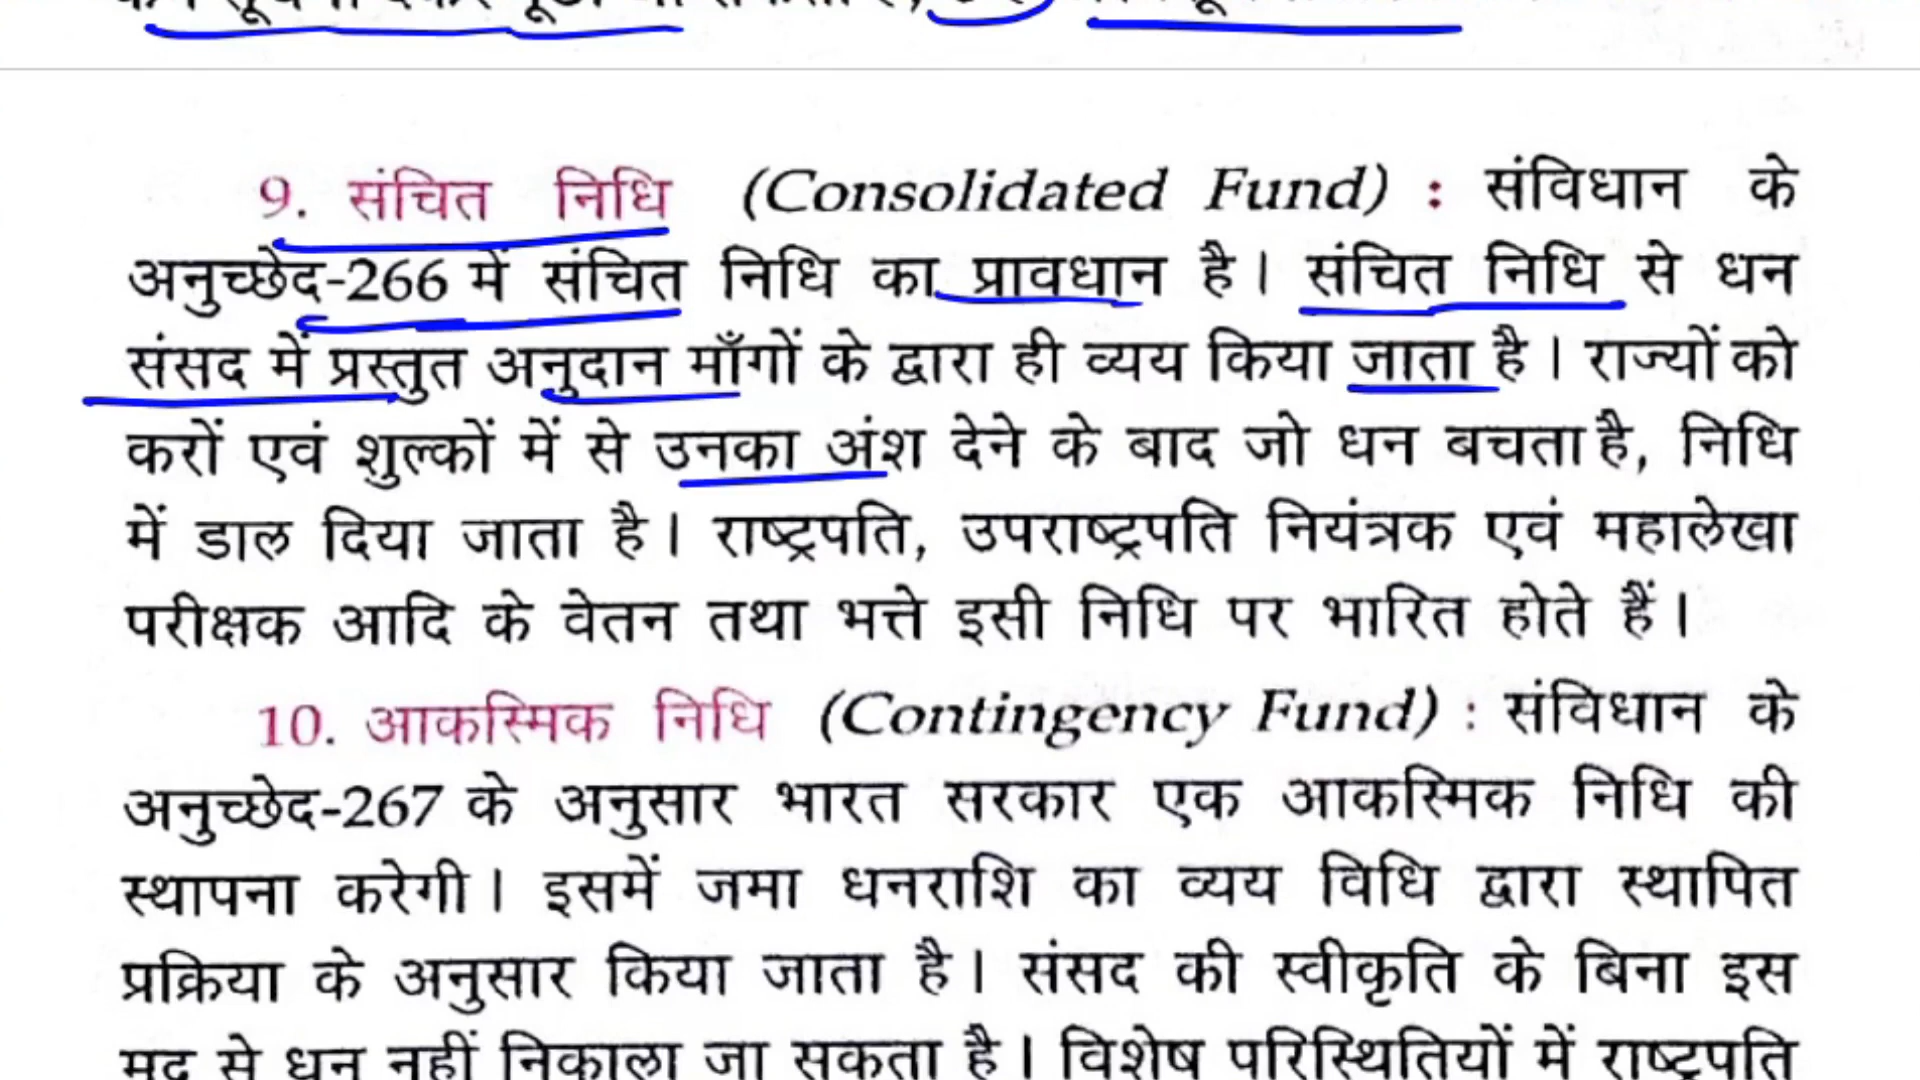 9. संचित निधि (Consolidated Fund) : संविधान के
अनुच्छेद-266 में संचित निधि का प्रावधान है। संचित निधि से धन
संसद में प्रस्तुत अनुदान माँगों के द्वारा ही व्यय किया जाता है। राज्यों को
करों एवं शुल्कों में से उनका अंश देने के बाद जो धन बचता है, निधि
में डाल दिया जाता है। राष्ट्रपति, उपराष्ट्रपति नियंत्रक एवं महालेखा
परीक्षक आदि के वेतन तथा भत्ते इसी निधि पर भारित होते हैं।
10. आकस्मिक निधि (Contingency Fund) : संविधान के
अनुच्छेद-267 के अनुसार भारत सरकार एक आकस्मिक निधि की
स्थापना करेगी। इसमें जमा धनराशि का व्यय विधि द्वारा स्थापित
प्रक्रिया के अनुसार किया जाता है। संसद की स्वीकृति के बिना इस
मद से धन नहीं निकाला जा सकता है। विशेष परिस्थितियों में राष्ट्रपति